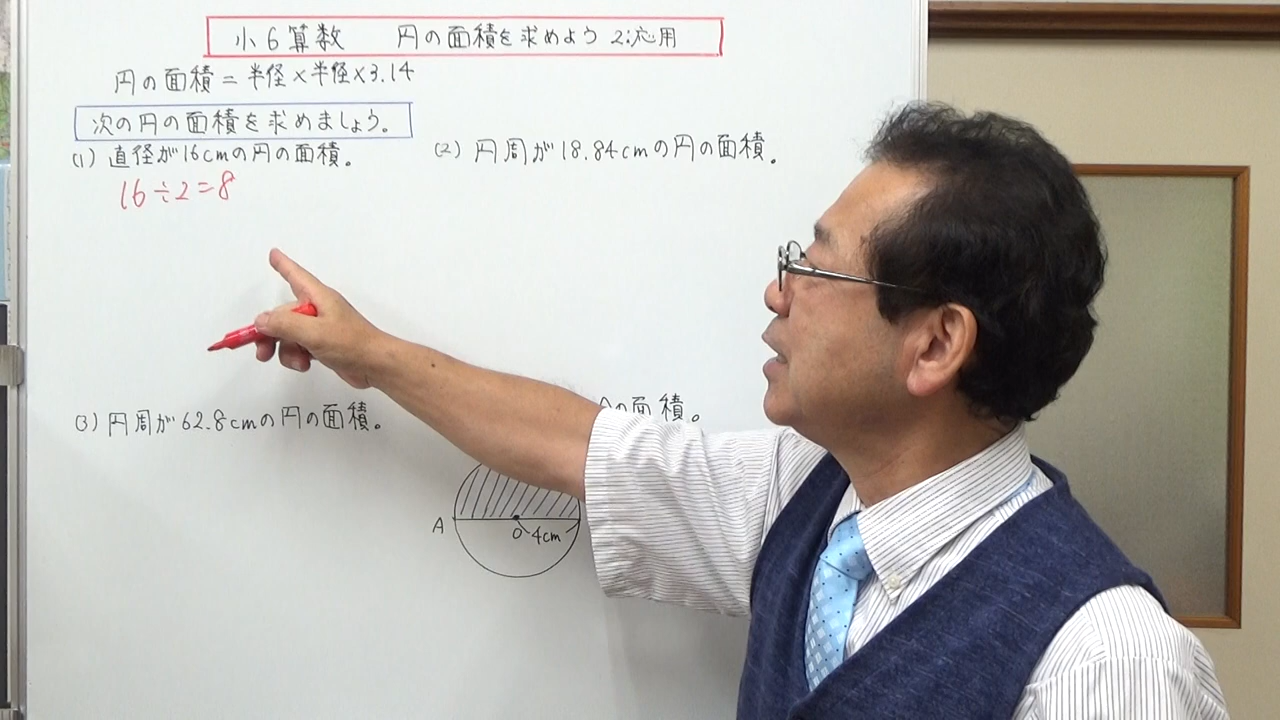 小6算数 円の面積を求めよう 2:応用
円の面積=半径×半径×3.14
次の円の面積を求めましょう。
(1) 直径が16cmの円の面積。
16÷2=8
(2) 円周が18.84cmの円の面積。
(3) 円周が62.8cmの円の面積。
の面積。
A
O
4cm